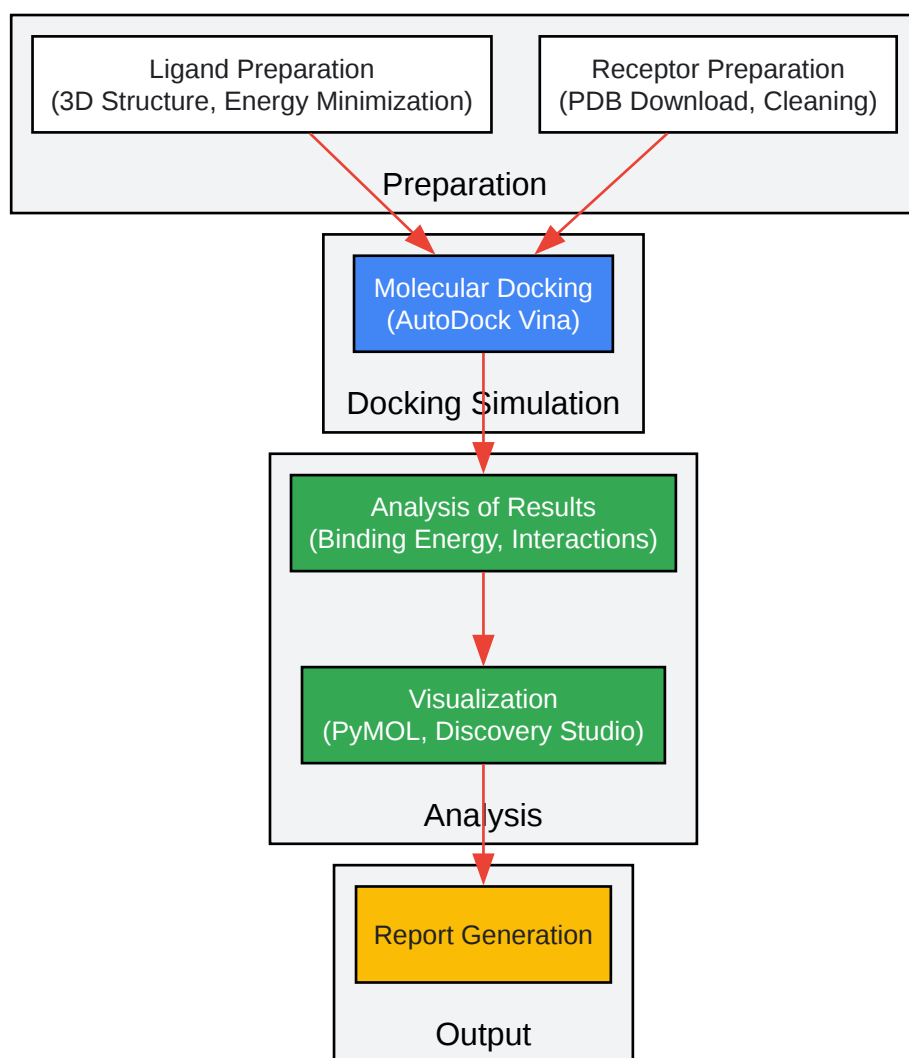 Ligand Preparation
(3D Structure, Energy Minimization)
Receptor Preparation
(PDB Download, Cleaning)
Preparation
Molecular Docking
(AutoDock Vina)
Docking Simulation
Analysis of Results
(Binding Energy, Interactions)
Visualization
(PyMOL, Discovery Studio)
Analysis
Report Generation
Output